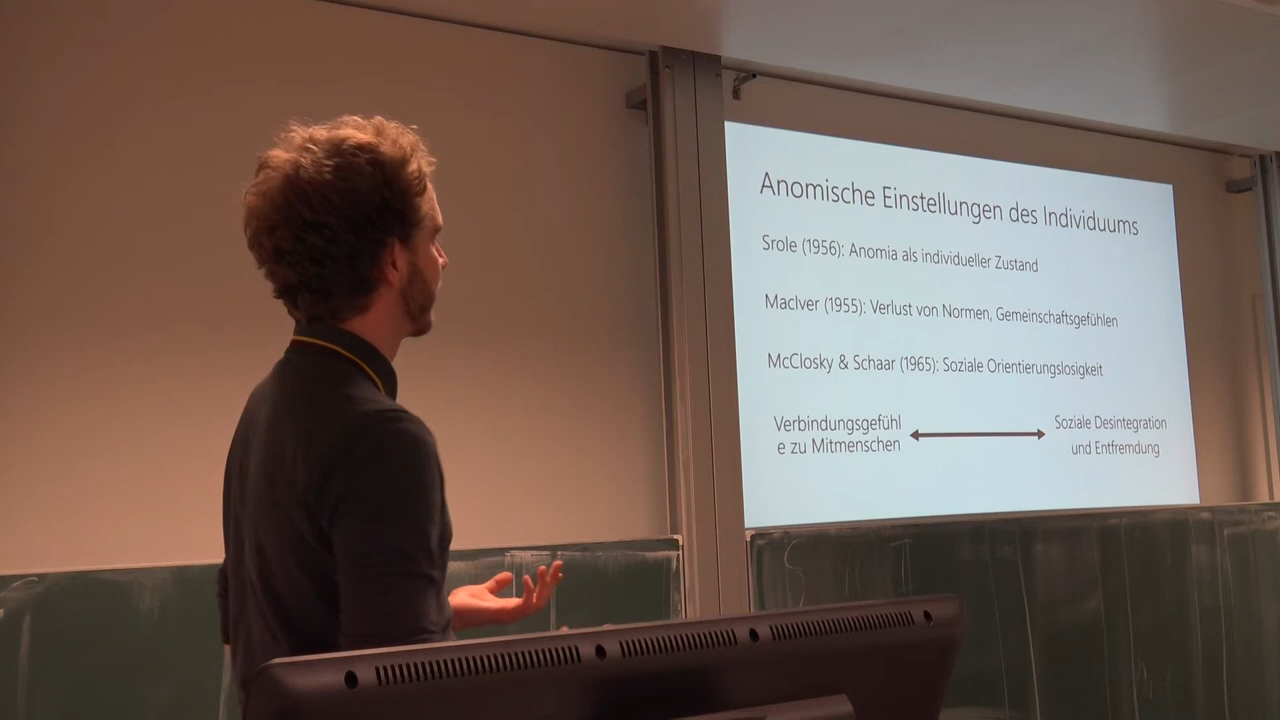 Anomische Einstellungen des Individuums
Srole (1956): Anomia als individueller Zustand
MacIver (1955): Verlust von Normen, Gemeinschaftsgefühlen
McClosky & Schaar (1965): Soziale Orientierungslosigkeit
Verbindungsgefühl
e zu Mitmenschen
Soziale Desintegration
und Entfremdung